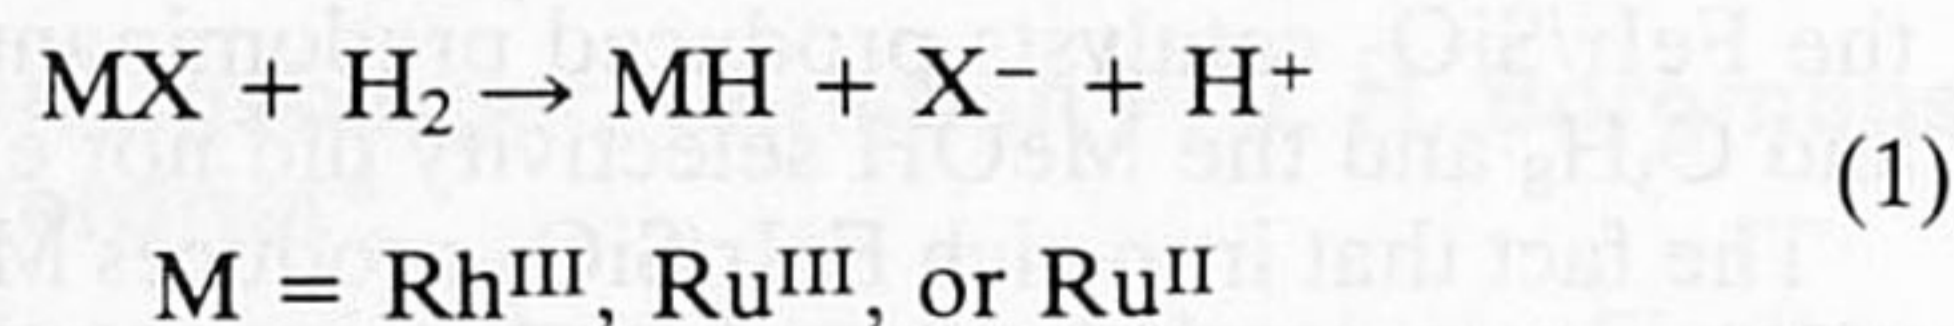 MX + H₂ → MH + X⁻ + H⁺
(1)
M = Rhᴵᴵᴵ, Ruᴵᴵᴵ, or Ruᴵᴵ